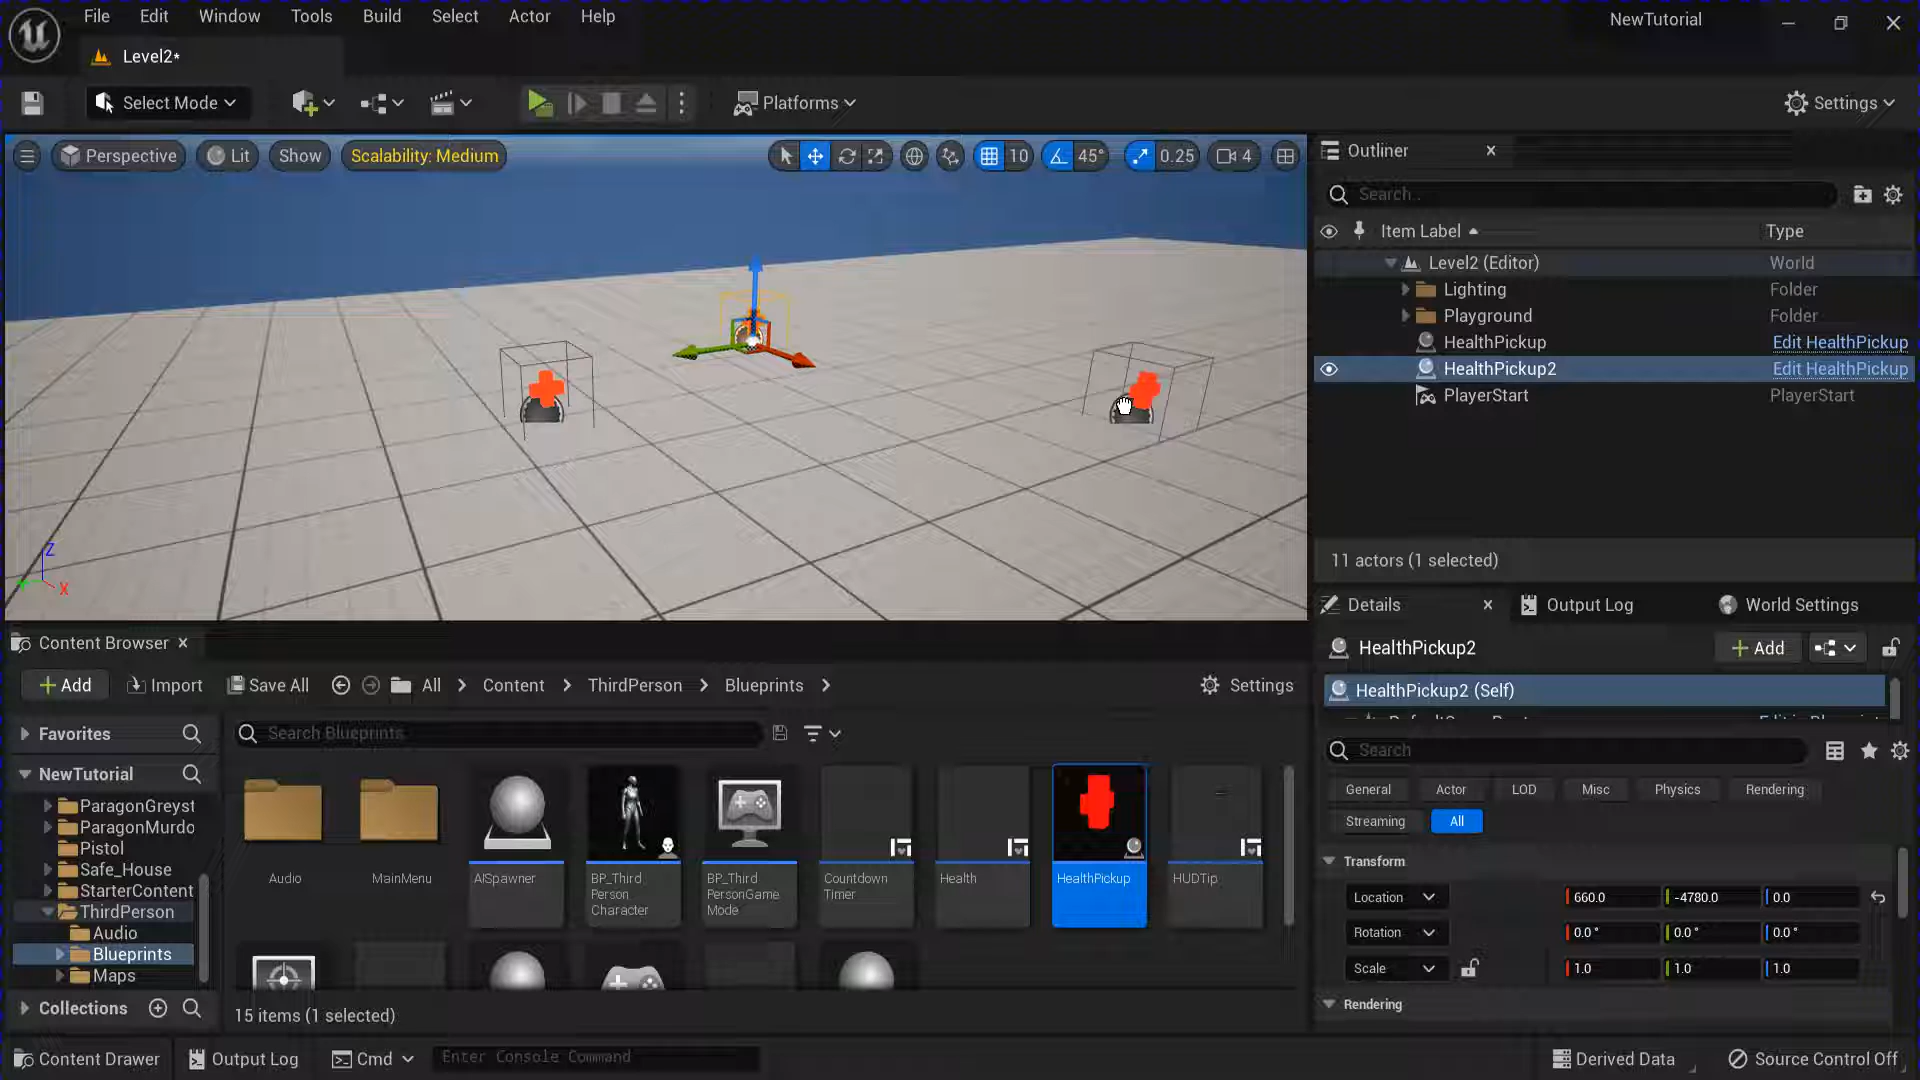 File Edit Window Tools Build Select Actor Help
NewTutorial
Level2*
Select Mode
Platforms
Settings
Perspective
Lit
Show
Scalability: Medium
10
45°
0.25
4
Z
X
Outliner
Search...
Item Label
Type
Level2 (Editor) World
Lighting Folder
Playground Folder
HealthPickup Edit HealthPickup
HealthPickup2 Edit HealthPickup
PlayerStart PlayerStart
11 actors (1 selected)
Details
Output Log
World Settings
HealthPickup2
Add
HealthPickup2 (Self)
Search
General Actor LOD Misc Physics Rendering
Streaming All
Transform
Location 660.0 -4780.0 0.0
Rotation 0.0° 0.0° 0.0°
Scale 1.0 1.0 1.0
Rendering
Content Browser
Add Import Save All All Content ThirdPerson Blueprints Settings
Favorites
Search Blueprints
NewTutorial
ParagonGreyst
ParagonMurdo
Pistol
Safe_House
StarterContent
ThirdPerson
Audio
Blueprints
Maps
Collections
Audio
MainMenu
AISpawner
BP_Third
Person
Character
BP_Third
PersonGame
Mode
Countdown
Timer
Health
HealthPickup
HUDTip
15 items (1 selected)
Content Drawer
Output Log
Cmd
Enter Console Command
Derived Data
Source Control Off